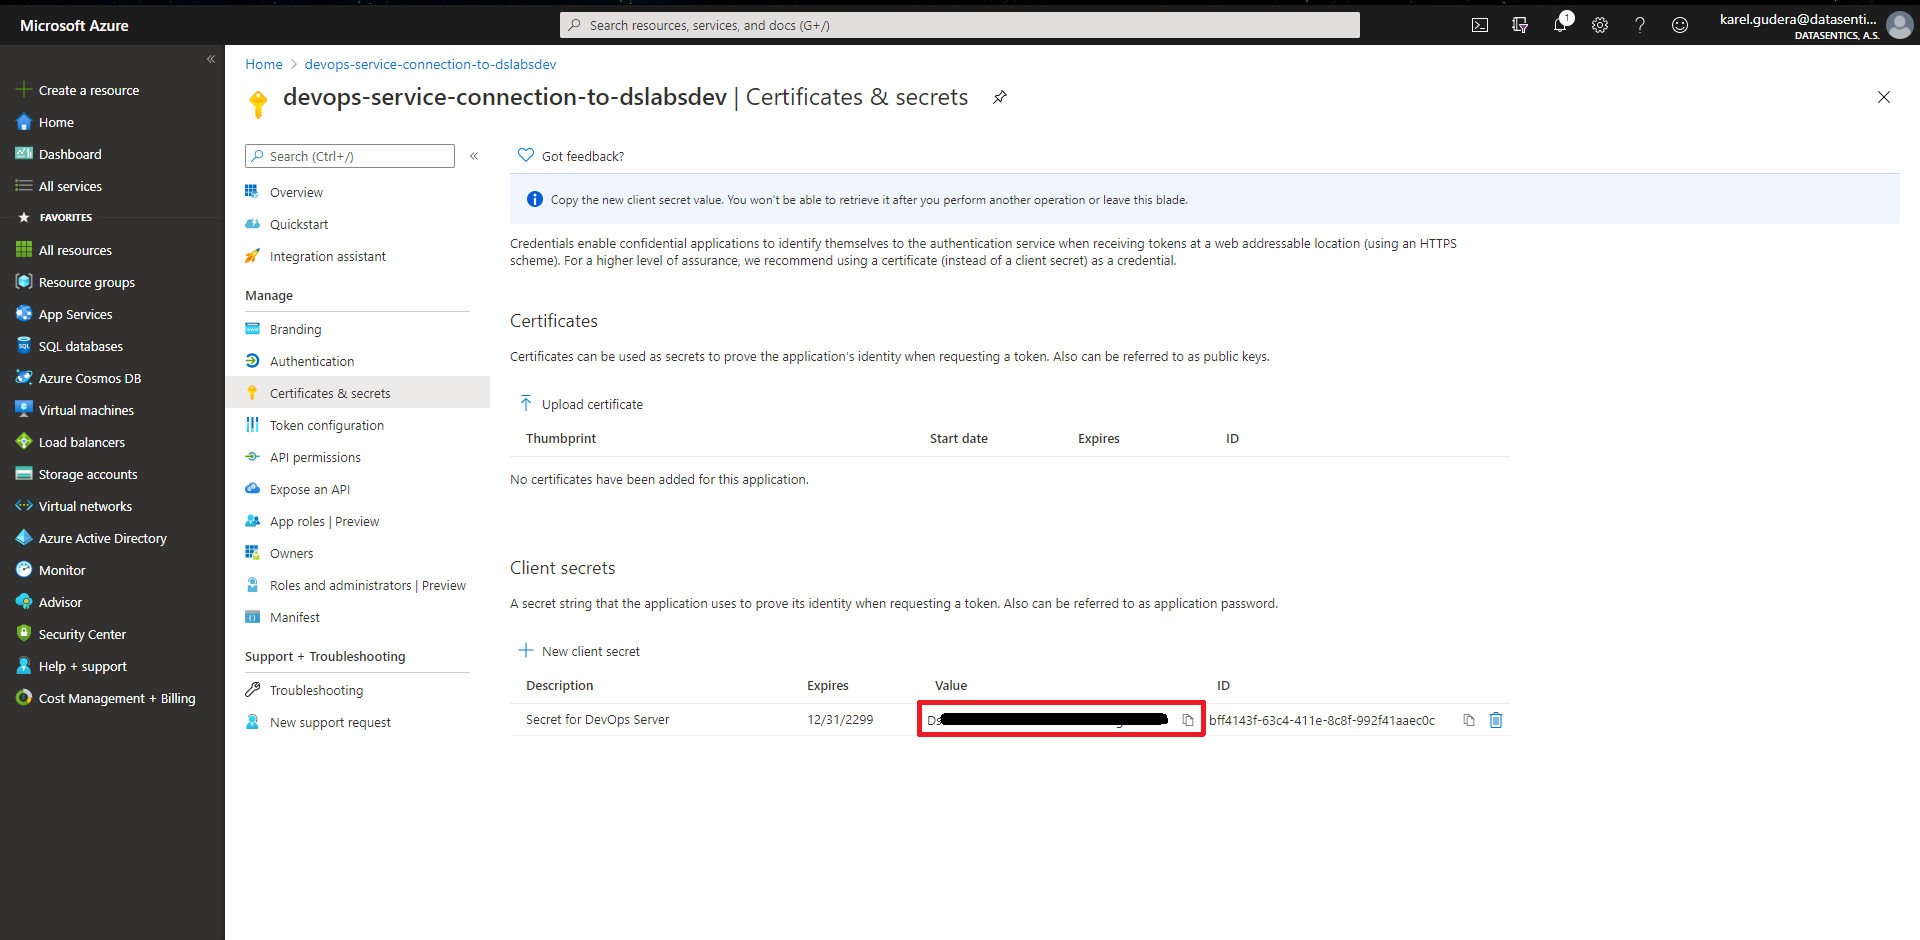 Microsoft Azure
Search resources, services, and docs (G+/)
1
karel.gudera@datasenti...
DATASENTICS, A.S.
Create a resource
Home
Dashboard
All services
FAVORITES
All resources
Resource groups
App Services
SQL databases
Azure Cosmos DB
Virtual machines
Load balancers
Storage accounts
Virtual networks
Azure Active Directory
Monitor
Advisor
Security Center
Help + support
Cost Management + Billing
Home > devops-service-connection-to-dslabsdev
devops-service-connection-to-dslabsdev | Certificates & secrets
Search (Ctrl+/)
Overview
Quickstart
Integration assistant
Manage
Branding
Authentication
Certificates & secrets
Token configuration
API permissions
Expose an API
App roles | Preview
Owners
Roles and administrators | Preview
Manifest
Support + Troubleshooting
Troubleshooting
New support request
Got feedback?
Copy the new client secret value. You won't be able to retrieve it after you perform another operation or leave this blade.
Credentials enable confidential applications to identify themselves to the authentication service when receiving tokens at a web addressable location (using an HTTPS
scheme). For a higher level of assurance, we recommend using a certificate (instead of a client secret) as a credential.
Certificates
Certificates can be used as secrets to prove the application's identity when requesting a token. Also can be referred to as public keys.
Upload certificate
Thumbprint Start date Expires ID
No certificates have been added for this application.
Client secrets
A secret string that the application uses to prove its identity when requesting a token. Also can be referred to as application password.
New client secret
Description Expires Value ID
Secret for DevOps Server 12/31/2299 bff4143f-63c4-411e-8c8f-992f41aaec0c